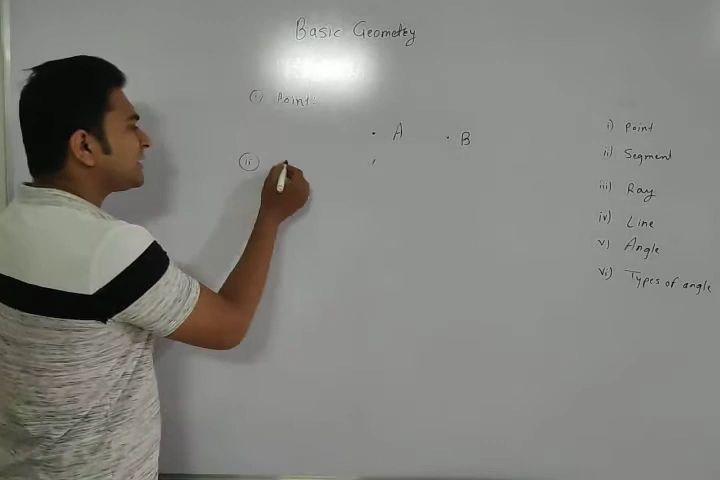 Basic Geometry
(i) Point:
. A . B
(ii)
i) Point
ii) Segment
iii) Ray
iv) Line
v) Angle
vi) Types of angle